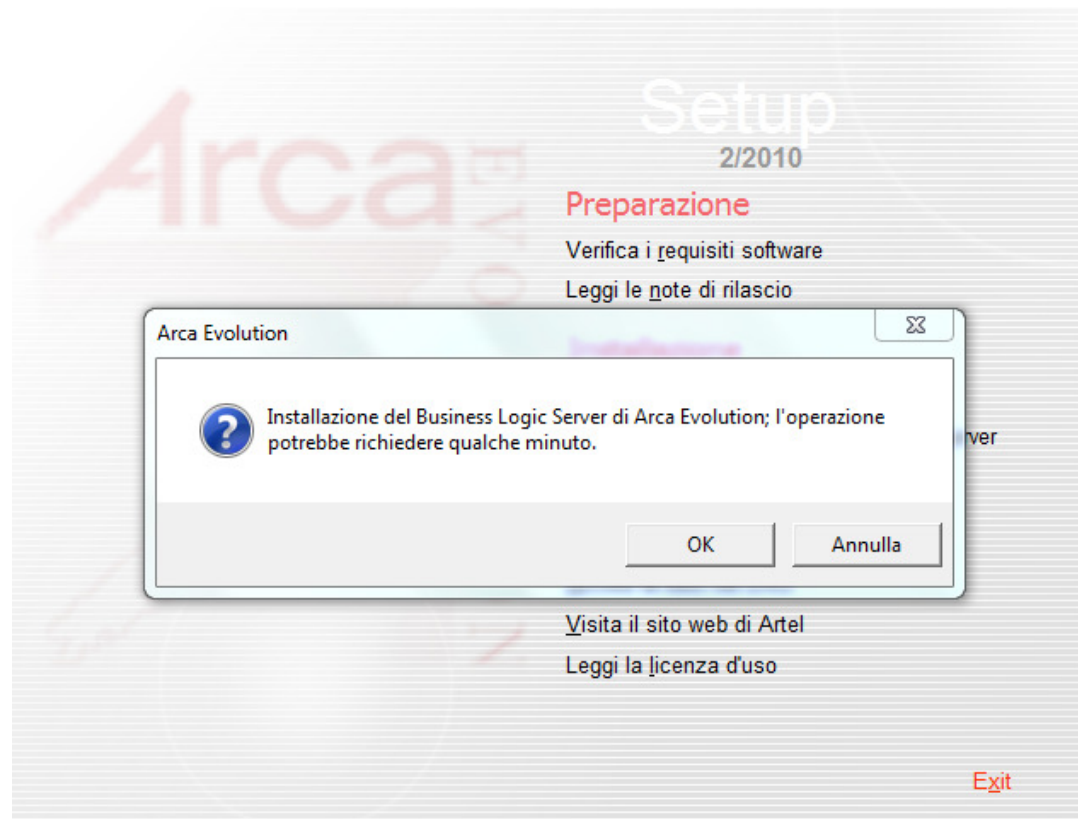 Setup
2/2010
Arca
EVO
Preparazione
Verifica i requisiti software
Leggi le note di rilascio
Arca Evolution
Installazione
Installazione del Business Logic Server di Arca Evolution; l'operazione
potrebbe richiedere qualche minuto.
OK
Annulla
Visita il sito web di Artel
Leggi la licenza d'uso
Exit